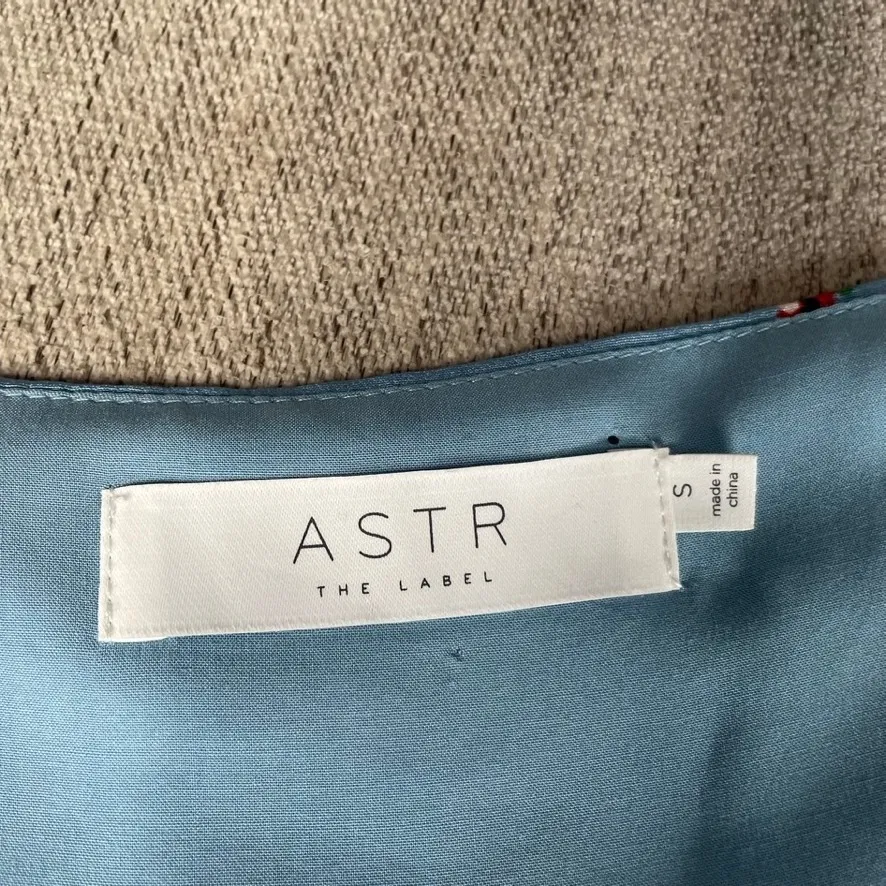 ASTR
THE LABEL
S
made in
china